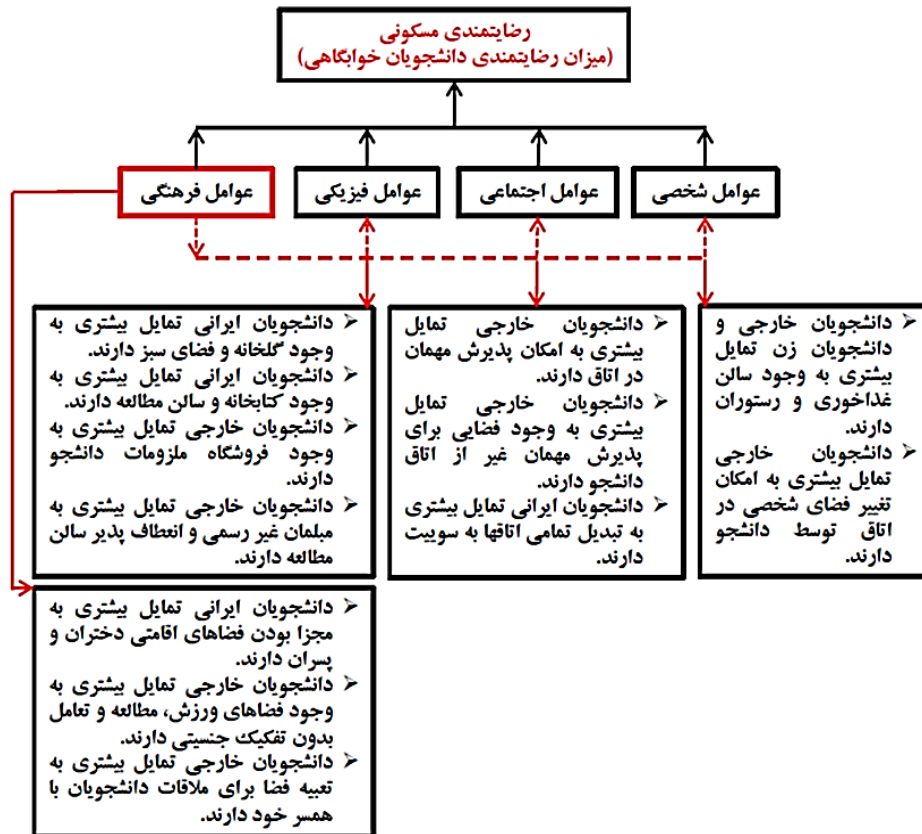 رضایتمندی مسکونی
(میزان رضایتمندی دانشجویان خوابگاهی)
عوامل شخصی
عوامل اجتماعی
عوامل فیزیکی
عوامل فرهنگی
➢ دانشجویان خارجی و
دانشجویان زن تمایل
بیشتری به وجود سالن
غذاخوری و رستوران
دارند.
➢ دانشجویان خارجی
تمایل بیشتری به امکان
تغییر فضای شخصی در
اتاق توسط دانشجو
دارند.
➢ دانشجویان خارجی تمایل
بیشتری به امکان پذیرش مهمان
در اتاق دارند.
➢ دانشجویان خارجی تمایل
بیشتری به وجود فضایی برای
پذیرش مهمان غیر از اتاق
دانشجو دارند.
➢ دانشجویان ایرانی تمایل بیشتری
به تبدیل تمامی اتاقها به سوییت
دارند.
➢ دانشجویان ایرانی تمایل بیشتری به
وجود گلخانه و فضای سبز دارند.
➢ دانشجویان ایرانی تمایل بیشتری به
وجود کتابخانه و سالن مطالعه دارند.
➢ دانشجویان خارجی تمایل بیشتری به
وجود فروشگاه ملزومات دانشجو
دارند.
➢ دانشجویان خارجی تمایل بیشتری به
مبلمان غیر رسمی و انعطاف پذیر سالن
مطالعه دارند.
➢ دانشجویان ایرانی تمایل بیشتری به
مجزا بودن فضاهای اقامتی دختران و
پسران دارند.
➢ دانشجویان خارجی تمایل بیشتری به
وجود فضاهای ورزش، مطالعه و تعامل
بدون تفکیک جنسیتی دارند.
➢ دانشجویان خارجی تمایل بیشتری به
تعبیه فضا برای ملاقات دانشجویان با
همسر خود دارند.